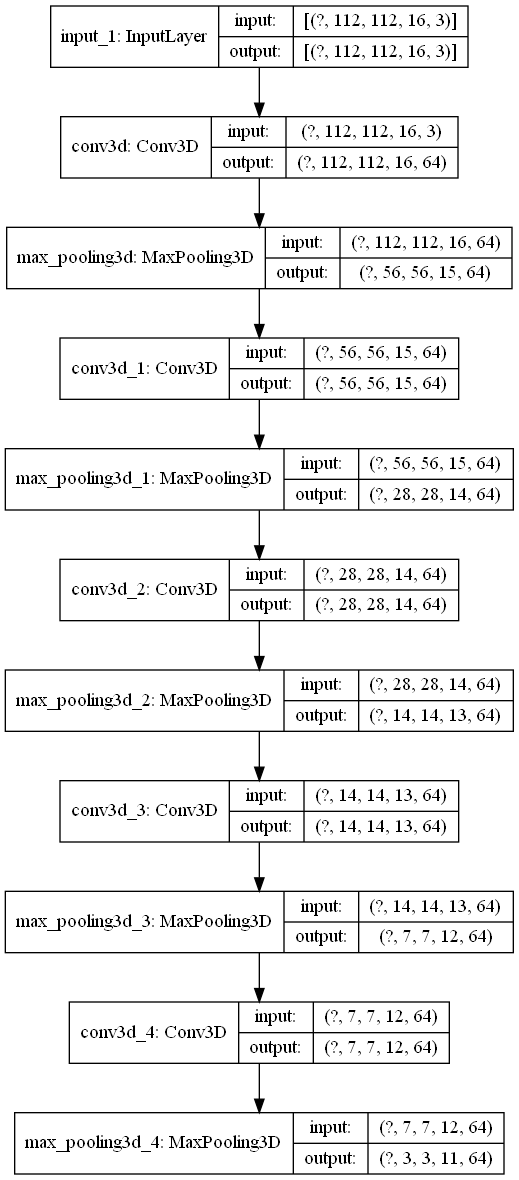 input_1: InputLayer
input: [(?, 112, 112, 16, 3)]
output: [(?, 112, 112, 16, 3)]
conv3d: Conv3D
input: (?, 112, 112, 16, 3)
output: (?, 112, 112, 16, 64)
max_pooling3d: MaxPooling3D
input: (?, 112, 112, 16, 64)
output: (?, 56, 56, 15, 64)
conv3d_1: Conv3D
input: (?, 56, 56, 15, 64)
output: (?, 56, 56, 15, 64)
max_pooling3d_1: MaxPooling3D
input: (?, 56, 56, 15, 64)
output: (?, 28, 28, 14, 64)
conv3d_2: Conv3D
input: (?, 28, 28, 14, 64)
output: (?, 28, 28, 14, 64)
max_pooling3d_2: MaxPooling3D
input: (?, 28, 28, 14, 64)
output: (?, 14, 14, 13, 64)
conv3d_3: Conv3D
input: (?, 14, 14, 13, 64)
output: (?, 14, 14, 13, 64)
max_pooling3d_3: MaxPooling3D
input: (?, 14, 14, 13, 64)
output: (?, 7, 7, 12, 64)
conv3d_4: Conv3D
input: (?, 7, 7, 12, 64)
output: (?, 7, 7, 12, 64)
max_pooling3d_4: MaxPooling3D
input: (?, 7, 7, 12, 64)
output: (?, 3, 3, 11, 64)